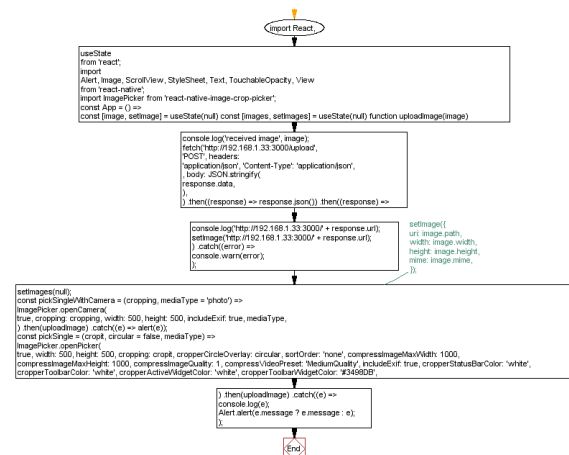 import React,
useState
from 'react';
import
Alert, Image, ScrollView, StyleSheet, Text, TouchableOpacity, View
from 'react-native';
import ImagePicker from 'react-native-image-crop-picker';
const App = () =>
const [image, setImage] = useState(null) const [images, setImages] = useState(null) function uploadImage(image)
console.log('received image', image);
fetch('http://192.168.1.33:3000/upload',
'POST', headers:
'application/json', 'Content-Type': 'application/json',
, body: JSON.stringify(
response.data,
),
) .then((response) => response.json()) .then((response) =>
console.log('http://192.168.1.33:3000/' + response.url);
setImage('http://192.168.1.33:3000/' + response.url);
) .catch((error) =>
console.warn(error);
);
setImage({
uri: image.path,
width: image.width,
height: image.height,
mime: image.mime,
});
setImages(null);
const pickSingleWithCamera = (cropping, mediaType = 'photo') =>
ImagePicker.openCamera(
true, cropping: cropping, width: 500, height: 500, includeExif: true, mediaType,
) .then(uploadImage) .catch((e) => alert(e));
const pickSingle = (cropit, circular = false, mediaType) =>
ImagePicker.openPicker(
true, width: 500, height: 500, cropping: cropit, cropperCircleOverlay: circular, sortOrder: 'none', compressImageMaxWidth: 1000,
compressImageMaxHeight: 1000, compressImageQuality: 1, compressVideoPreset: 'MediumQuality', includeExif: true, cropperStatusBarColor: 'white',
cropperToolbarColor: 'white', cropperActiveWidgetColor: 'white', cropperToolbarWidgetColor: '#3498DB',
) .then(uploadImage) .catch((e) =>
console.log(e);
Alert.alert(e.message ? e.message : e);
);
End